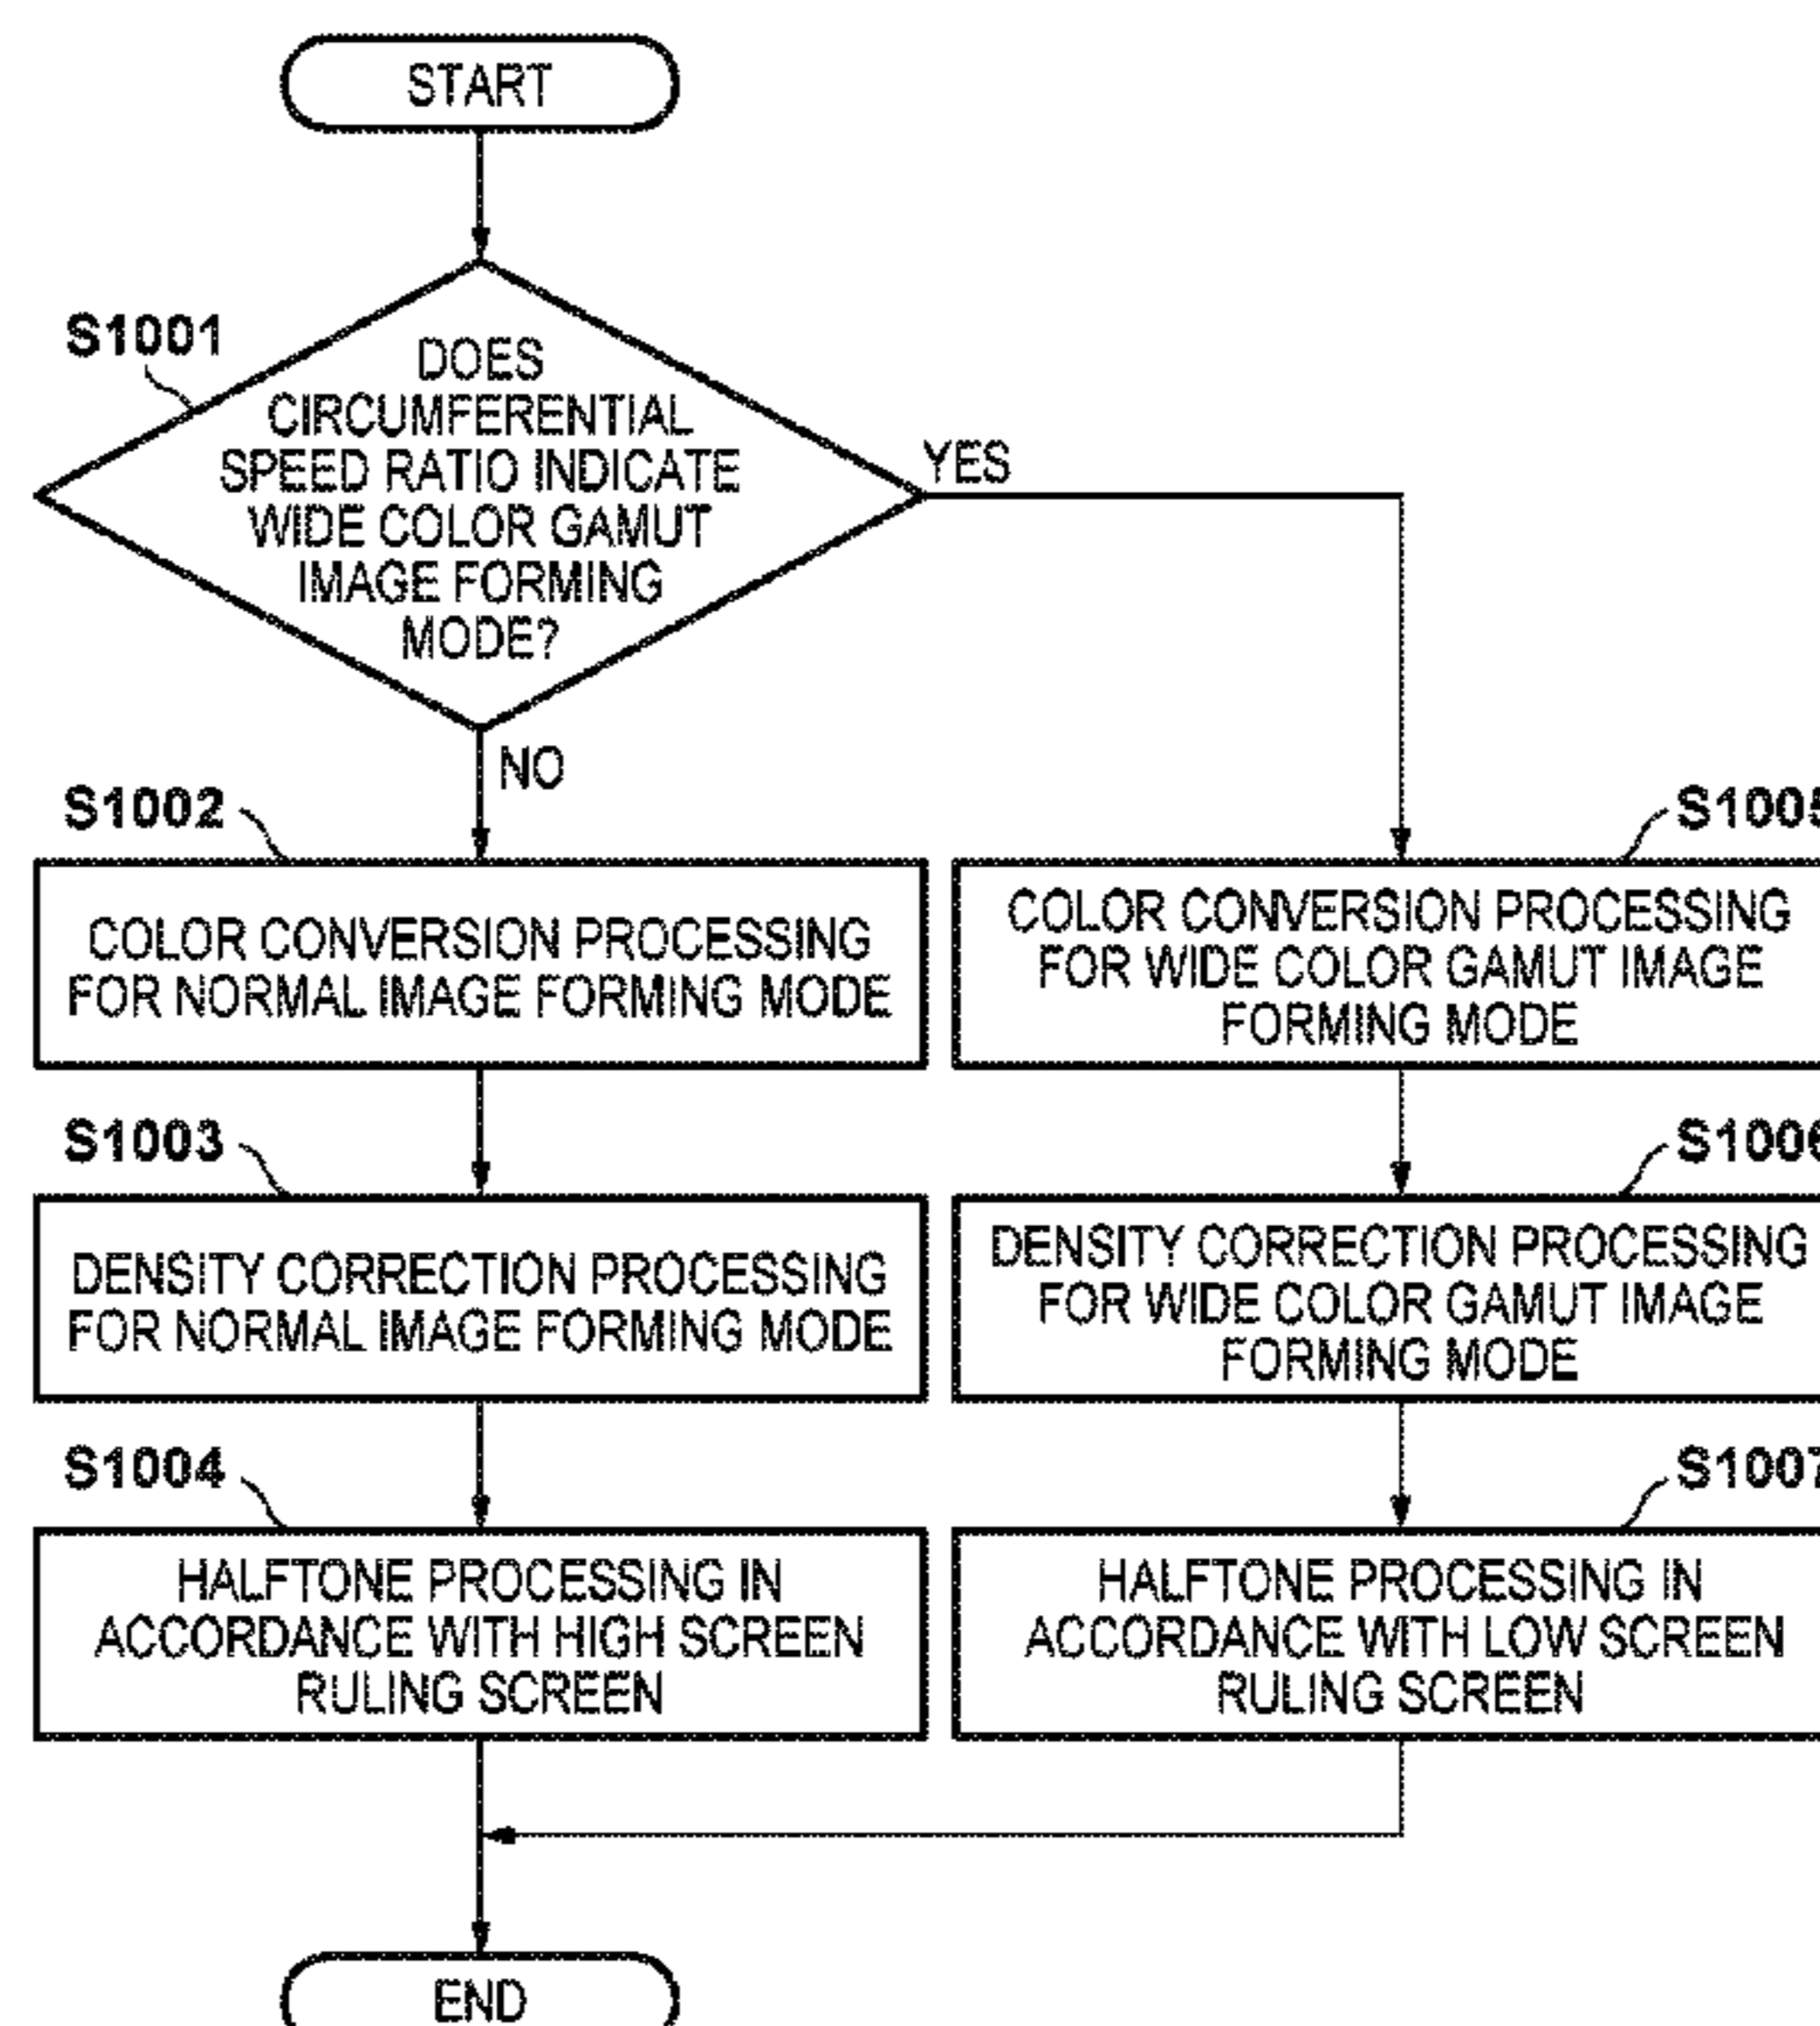 START
S1001
DOES
CIRCUMFERENTIAL
SPEED RATIO INDICATE
WIDE COLOR GAMUT
IMAGE FORMING
MODE?
YES
NO
S1002
COLOR CONVERSION PROCESSING
FOR NORMAL IMAGE FORMING MODE
S1005
COLOR CONVERSION PROCESSING
FOR WIDE COLOR GAMUT IMAGE
FORMING MODE
S1003
DENSITY CORRECTION PROCESSING
FOR NORMAL IMAGE FORMING MODE
S1006
DENSITY CORRECTION PROCESSING
FOR WIDE COLOR GAMUT IMAGE
FORMING MODE
S1004
HALFTONE PROCESSING IN
ACCORDANCE WITH HIGH SCREEN
RULING SCREEN
S1007
HALFTONE PROCESSING IN
ACCORDANCE WITH LOW SCREEN
RULING SCREEN
END